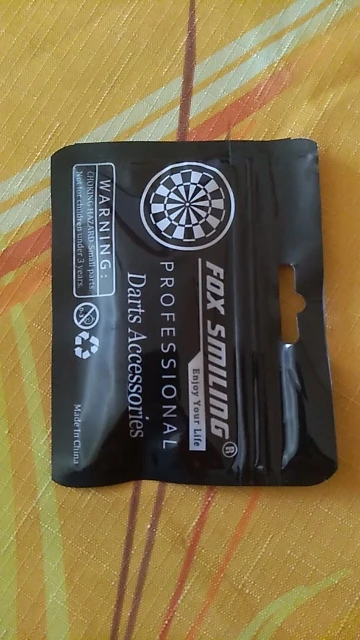 FOX SMILING®
Enjoy Your Life
PROFESSIONAL
Darts Accessories
WARNING:
CHOKING HAZARD-Small parts.
Not for children under 3 years.
Made In China